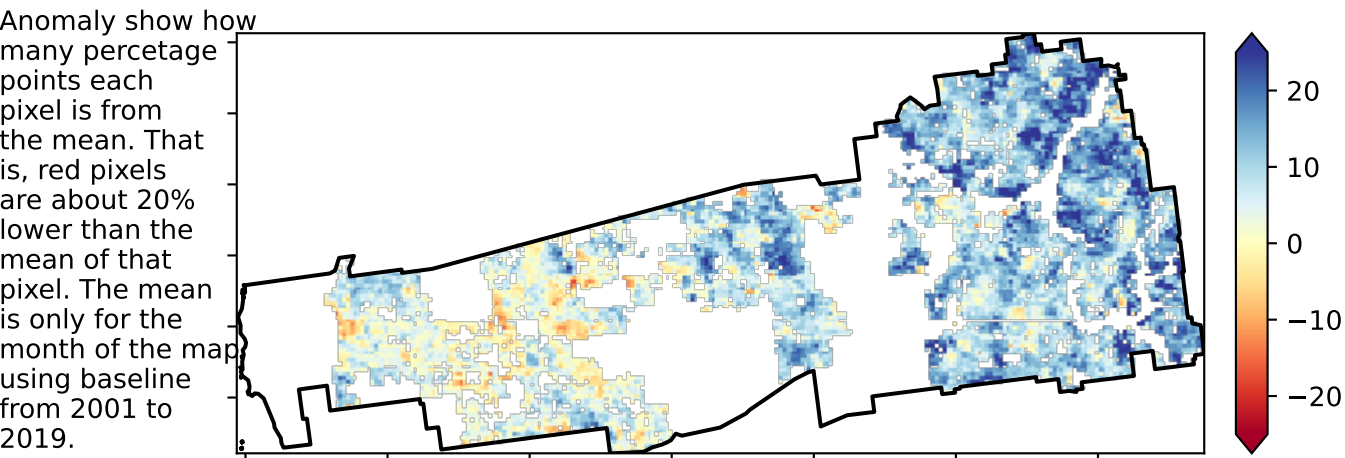 Anomaly show how
many percetage
points each
pixel is from
the mean. That
is, red pixels
are about 20%
lower than the
mean of that
pixel. The mean
is only for the
month of the map
using baseline
from 2001 to
2019.
20
10
0
−10
−20